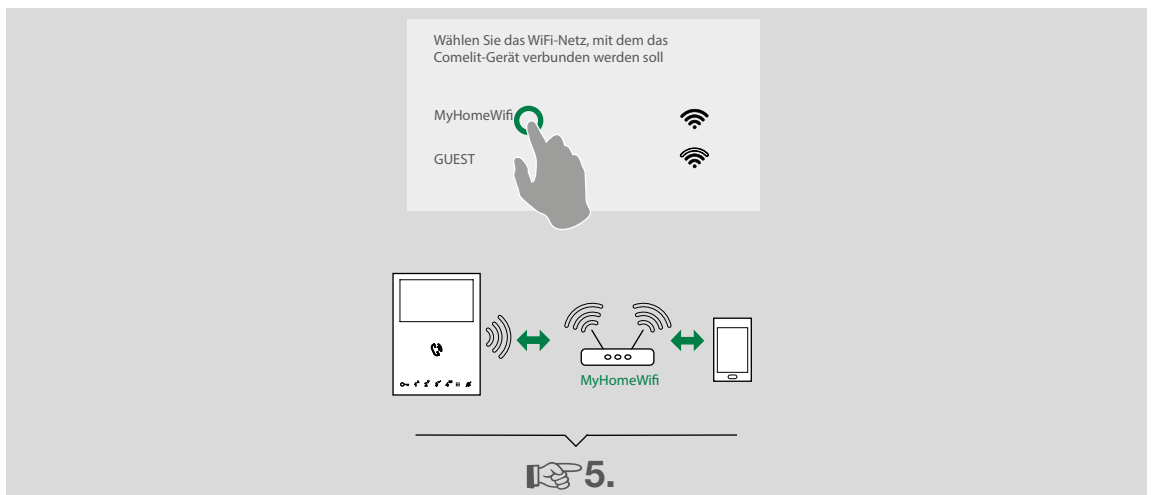 Wählen Sie das WiFi-Netz, mit dem das
Comelit-Gerät verbunden werden soll
MyHomeWifi
GUEST
MyHomeWifi
5.